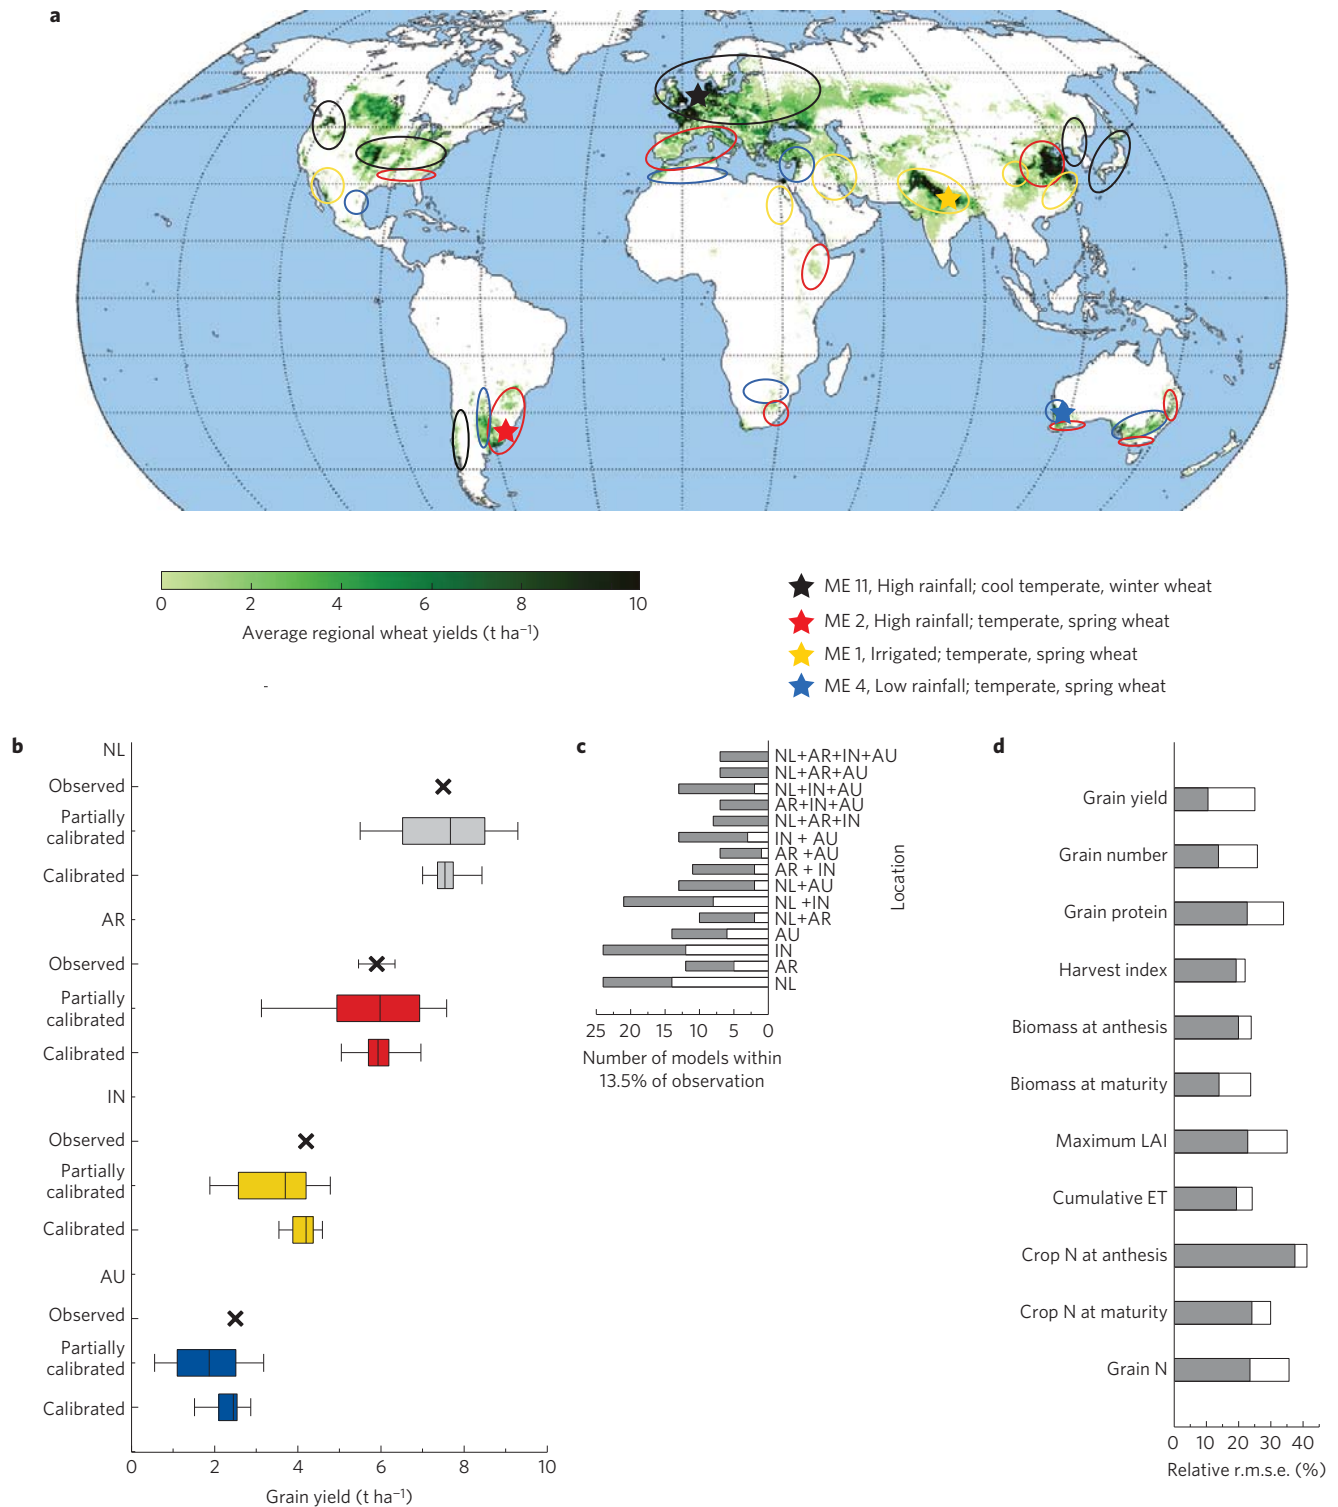 a
0 2 4 6 8 10
Average regional wheat yields (t ha⁻¹)
ME 11, High rainfall; cool temperate, winter wheat
ME 2, High rainfall; temperate, spring wheat
ME 1, Irrigated; temperate, spring wheat
ME 4, Low rainfall; temperate, spring wheat
b
NL
Observed
Partially
calibrated
Calibrated
AR
Observed
Partially
calibrated
Calibrated
IN
Observed
Partially
calibrated
Calibrated
AU
Observed
Partially
calibrated
Calibrated
0 2 4 6 8 10
Grain yield (t ha⁻¹)
c
NL+AR+IN+AU
NL+AR+AU
NL+IN+AU
AR+IN+AU
NL+AR+IN
IN + AU
AR +AU
AR + IN
NL+AU
NL +IN
NL+AR
AU
IN
AR
NL
Location
25 20 15 10 5 0
Number of models within
13.5% of observation
d
Grain yield
Grain number
Grain protein
Harvest index
Biomass at anthesis
Biomass at maturity
Maximum LAI
Cumulative ET
Crop N at anthesis
Crop N at maturity
Grain N
0 10 20 30 40
Relative r.m.s.e. (%)